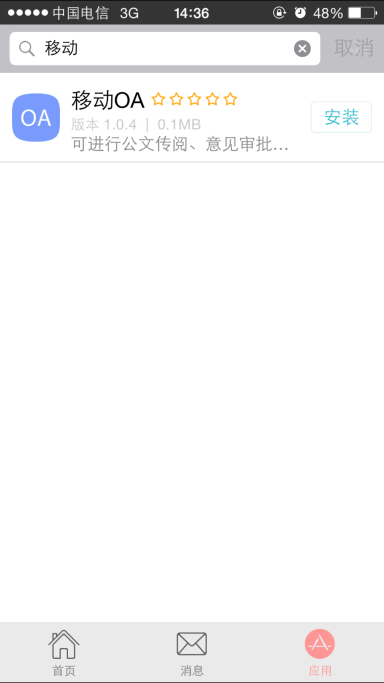 中国电信 3G 14:36 48%
移动 取消
移动OA
版本 1.0.4 | 0.1MB
可进行公文传阅、意见审批...
安装
OA
首页 消息 应用